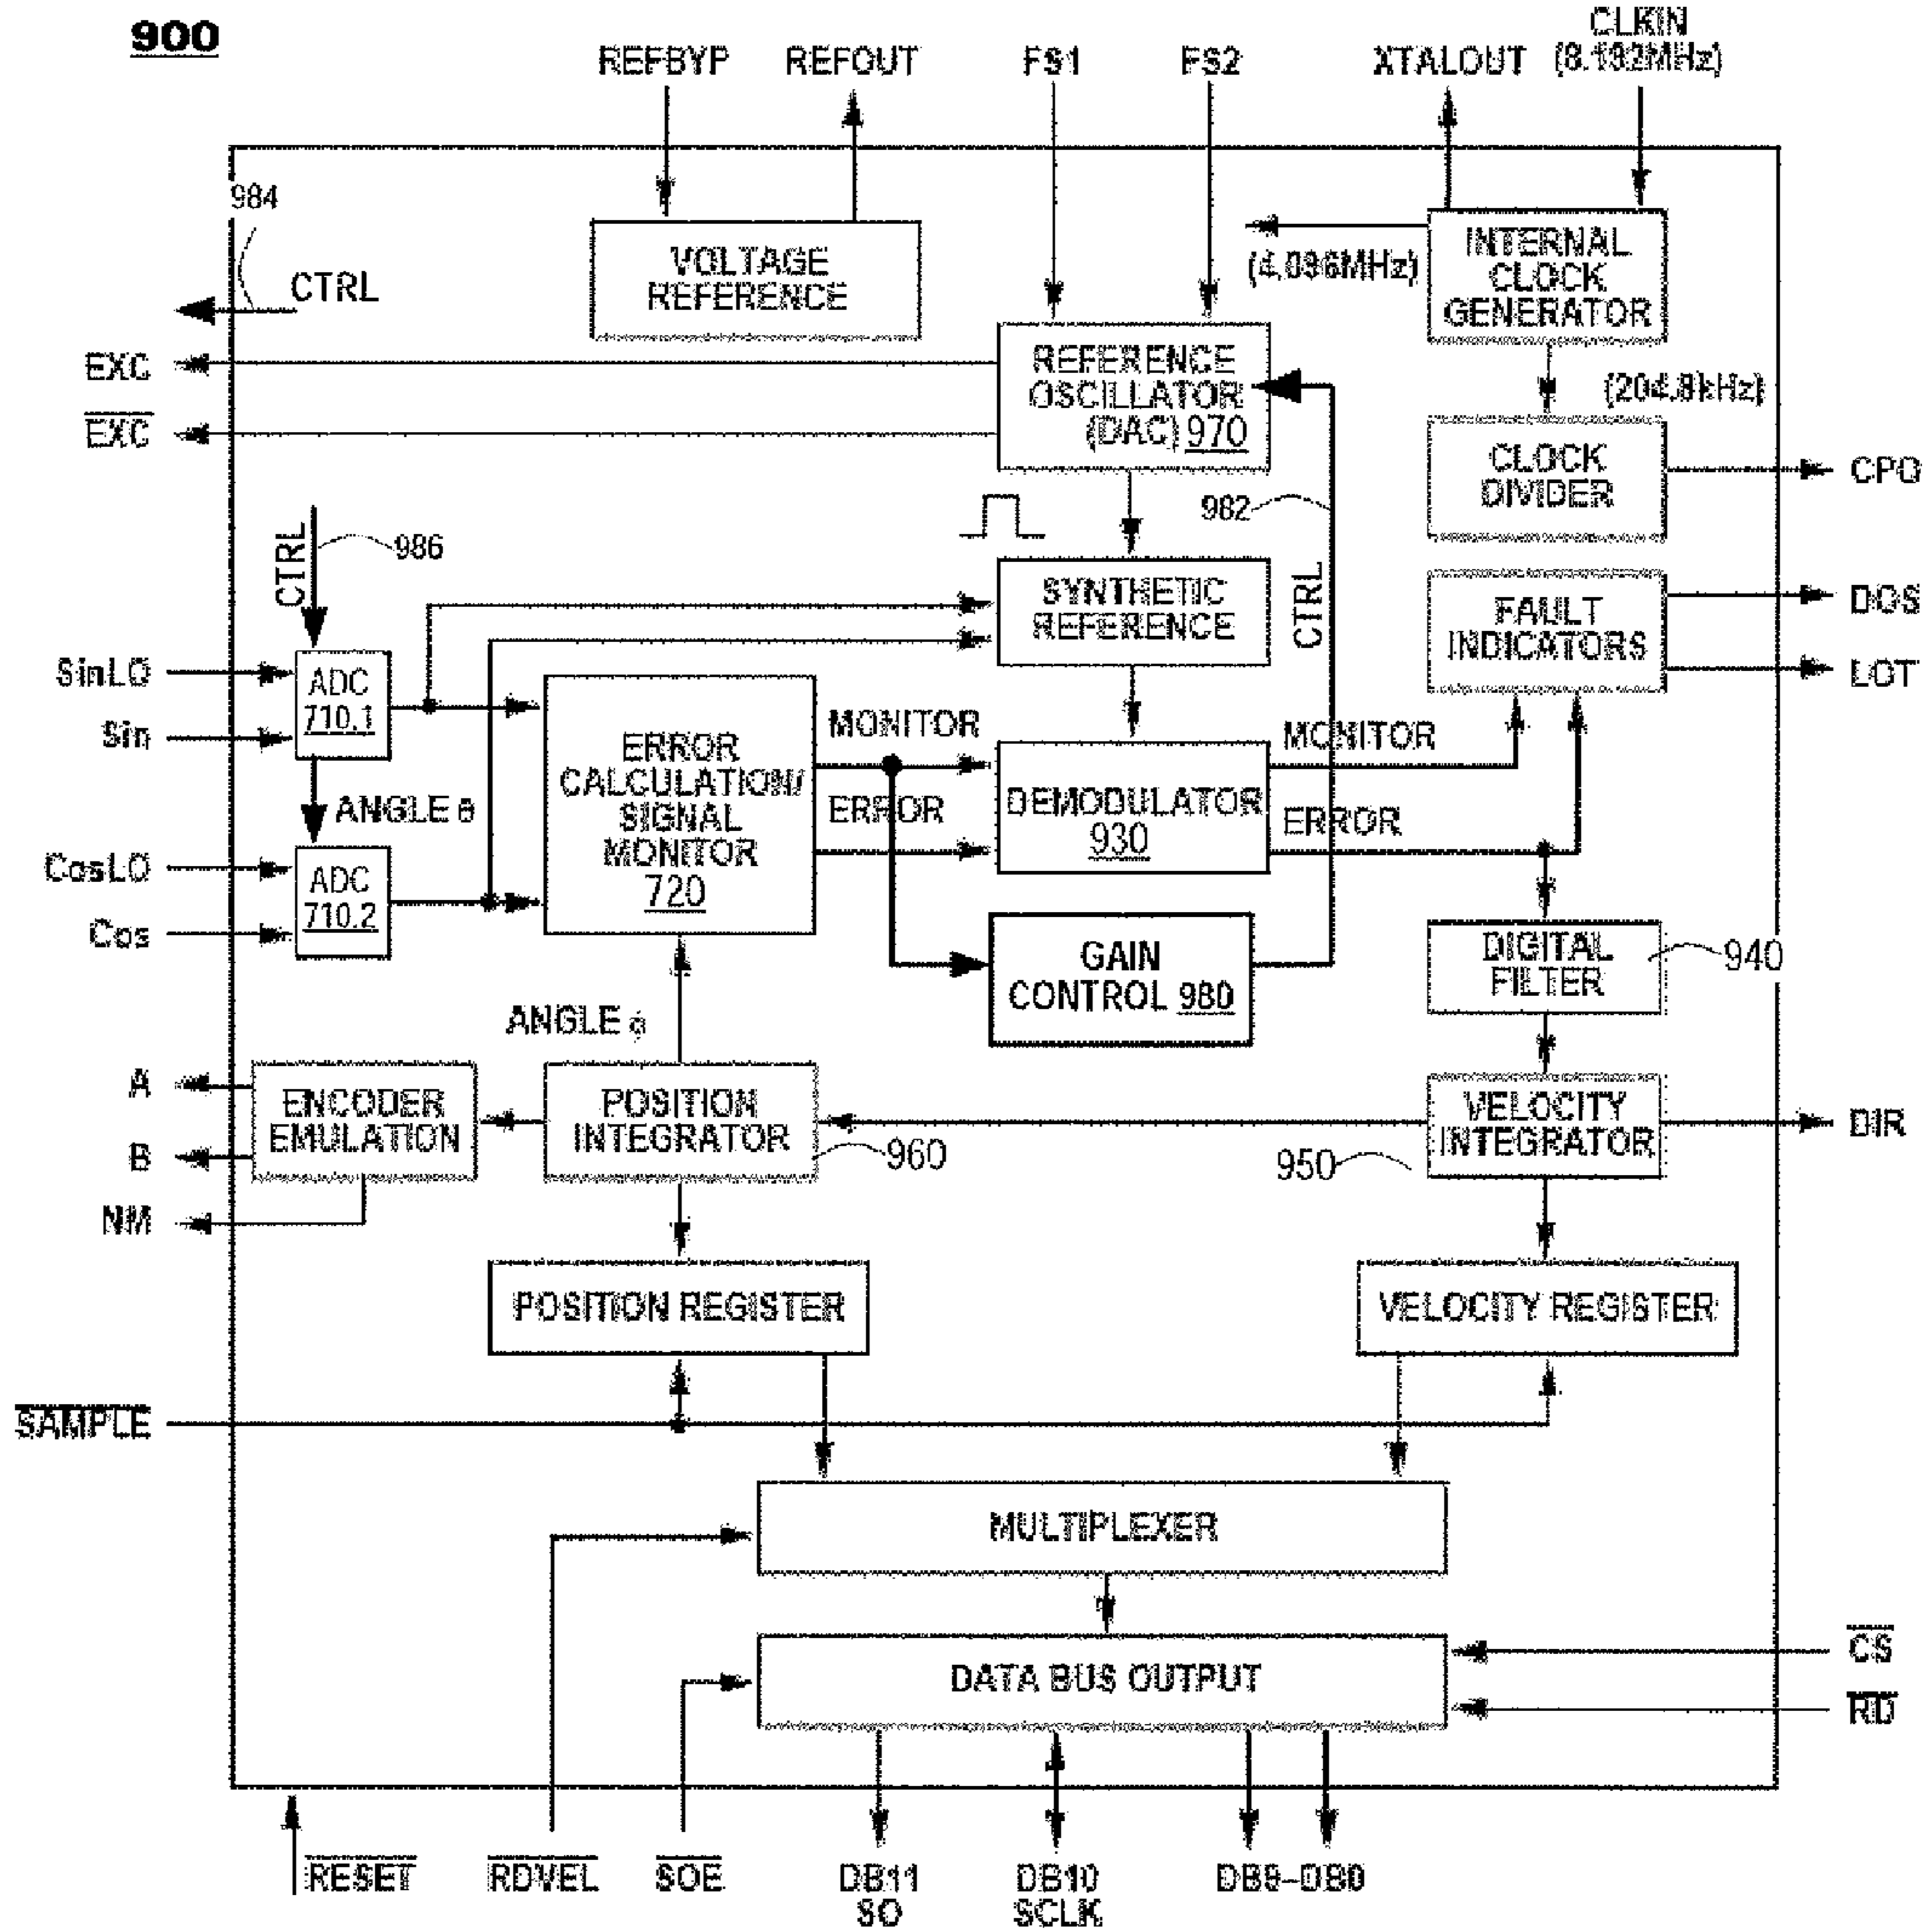 900
REFBYP
REFOUT
FS1
FS2
XTALOUT
CLKIN
(8.192MHz)
984
CTRL
VOLTAGE
REFERENCE
(4.096MHz)
INTERNAL
CLOCK
GENERATOR
EXC
EXC
REFERENCE
OSCILLATOR
(DAC) 970
(204.8kHz)
CLOCK
DIVIDER
CPO
982
CTRL
986
CTRL
SYNTHETIC
REFERENCE
FAULT
INDICATORS
DOS
LOT
SinLO
Sin
ADC
710.1
ANGLE θ
CosLO
Cos
ADC
710.2
ERROR
CALCULATION/
SIGNAL
MONITOR
720
MONITOR
ERROR
DEMODULATOR
930
MONITOR
ERROR
GAIN
CONTROL 980
DIGITAL
FILTER
940
ANGLE ϕ
A
B
NM
ENCODER
EMULATION
POSITION
INTEGRATOR
960
950
VELOCITY
INTEGRATOR
DIR
POSITION REGISTER
VELOCITY REGISTER
SAMPLE
MULTIPLEXER
DATA BUS OUTPUT
CS
RD
RESET
RDVEL
SOE
DB11
SO
DB10
SCLK
DB9–DB0